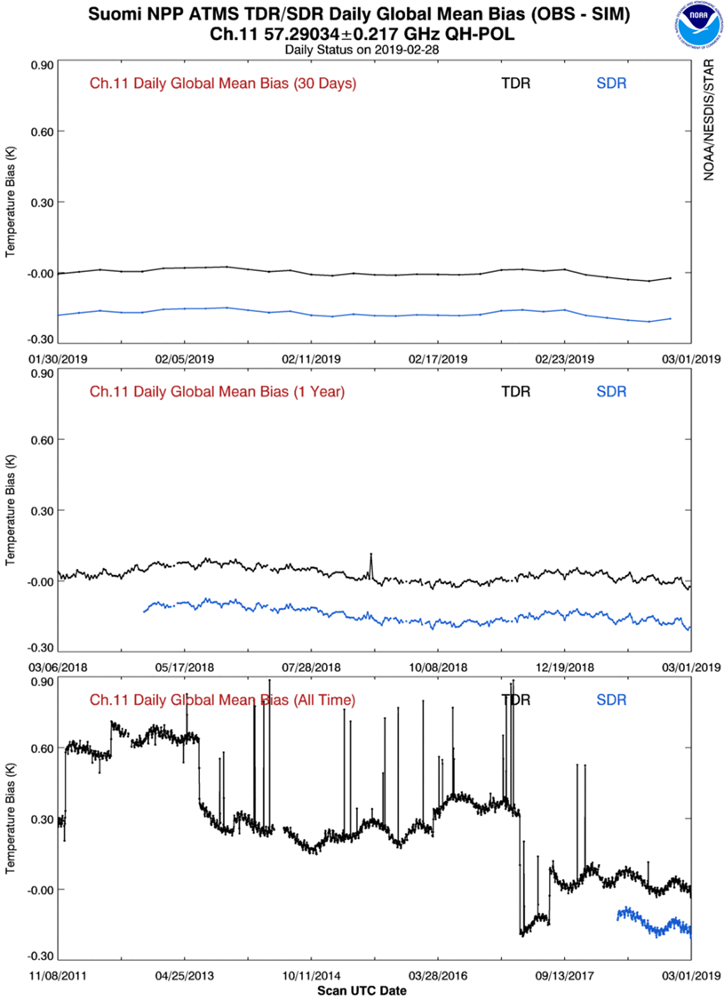 Suomi NPP ATMS TDR/SDR Daily Global Mean Bias (OBS - SIM)
Ch.11 57.29034±0.217 GHz QH-POL
Daily Status on 2019-02-28
NOAA
NOAA/NESDIS/STAR
Ch.11 Daily Global Mean Bias (30 Days) TDR SDR
Temperature Bias (K)
0.90
0.60
0.30
-0.00
-0.30
01/30/2019 02/05/2019 02/11/2019 02/17/2019 02/23/2019 03/01/2019
Ch.11 Daily Global Mean Bias (1 Year) TDR SDR
Temperature Bias (K)
0.90
0.60
0.30
-0.00
-0.30
03/06/2018 05/17/2018 07/28/2018 10/08/2018 12/19/2018 03/01/2019
Ch.11 Daily Global Mean Bias (All Time) TDR SDR
Temperature Bias (K)
0.90
0.60
0.30
-0.00
-0.30
11/08/2011 04/25/2013 10/11/2014 03/28/2016 09/13/2017 03/01/2019
Scan UTC Date